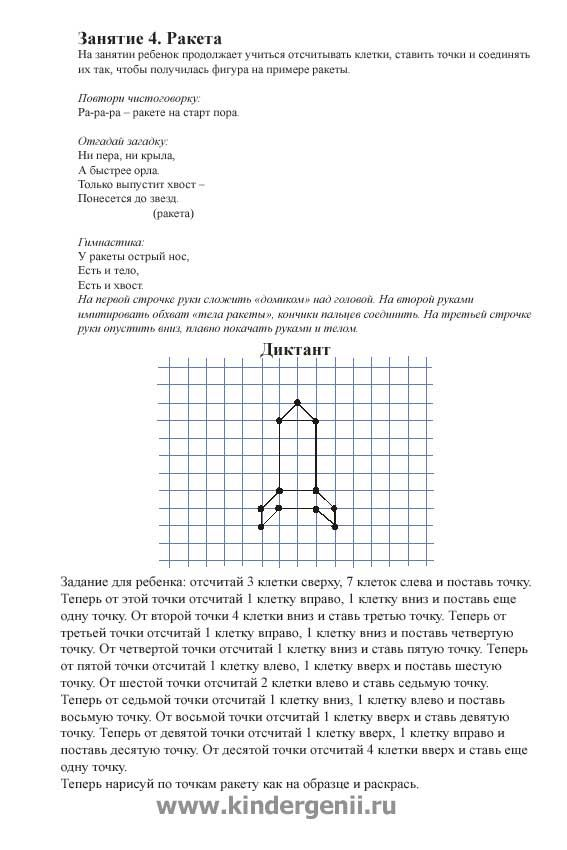 Занятие 4. Ракета
На занятии ребенок продолжает учиться отсчитывать клетки, ставить точки и соединять
их так, чтобы получилась фигура на примере ракеты.
Повтори чистоговорку:
Ра-ра-ра – ракете на старт пора.
Отгадай загадку:
Ни пера, ни крыла,
А быстрее орла.
Только выпустит хвост –
Понесется до звезд.
(ракета)
Гимнастика:
У ракеты острый нос,
Есть и тело,
Есть и хвост.
На первой строчке руки сложить «домиком» над головой. На второй руками
имитировать обхват «тела ракеты», кончики пальцев соединить. На третьей строчке
руки опустить вниз, плавно покачать руками и телом.
Диктант
Задание для ребенка: отсчитай 3 клетки сверху, 7 клеток слева и поставь точку.
Теперь от этой точки отсчитай 1 клетку вправо, 1 клетку вниз и поставь еще
одну точку. От второй точки 4 клетки вниз и ставь третью точку. Теперь от
третьей точки отсчитай 1 клетку вправо, 1 клетку вниз и поставь четвертую
точку. От четвертой точки отсчитай 1 клетку вниз и ставь пятую точку. Теперь
от пятой точки отсчитай 1 клетку влево, 1 клетку вверх и поставь шестую
точку. От шестой точки отсчитай 2 клетки влево и ставь седьмую точку.
Теперь от седьмой точки отсчитай 1 клетку вниз, 1 клетку влево и поставь
восьмую точку. От восьмой точки отсчитай 1 клетку вверх и ставь девятую
точку. Теперь от девятой точки отсчитай 1 клетку вверх, 1 клетку вправо и
поставь десятую точку. От десятой точки отсчитай 4 клетки вверх и ставь еще
одну точку.
Теперь нарисуй по точкам ракету как на образце и раскрась.
www.kindergenii.ru